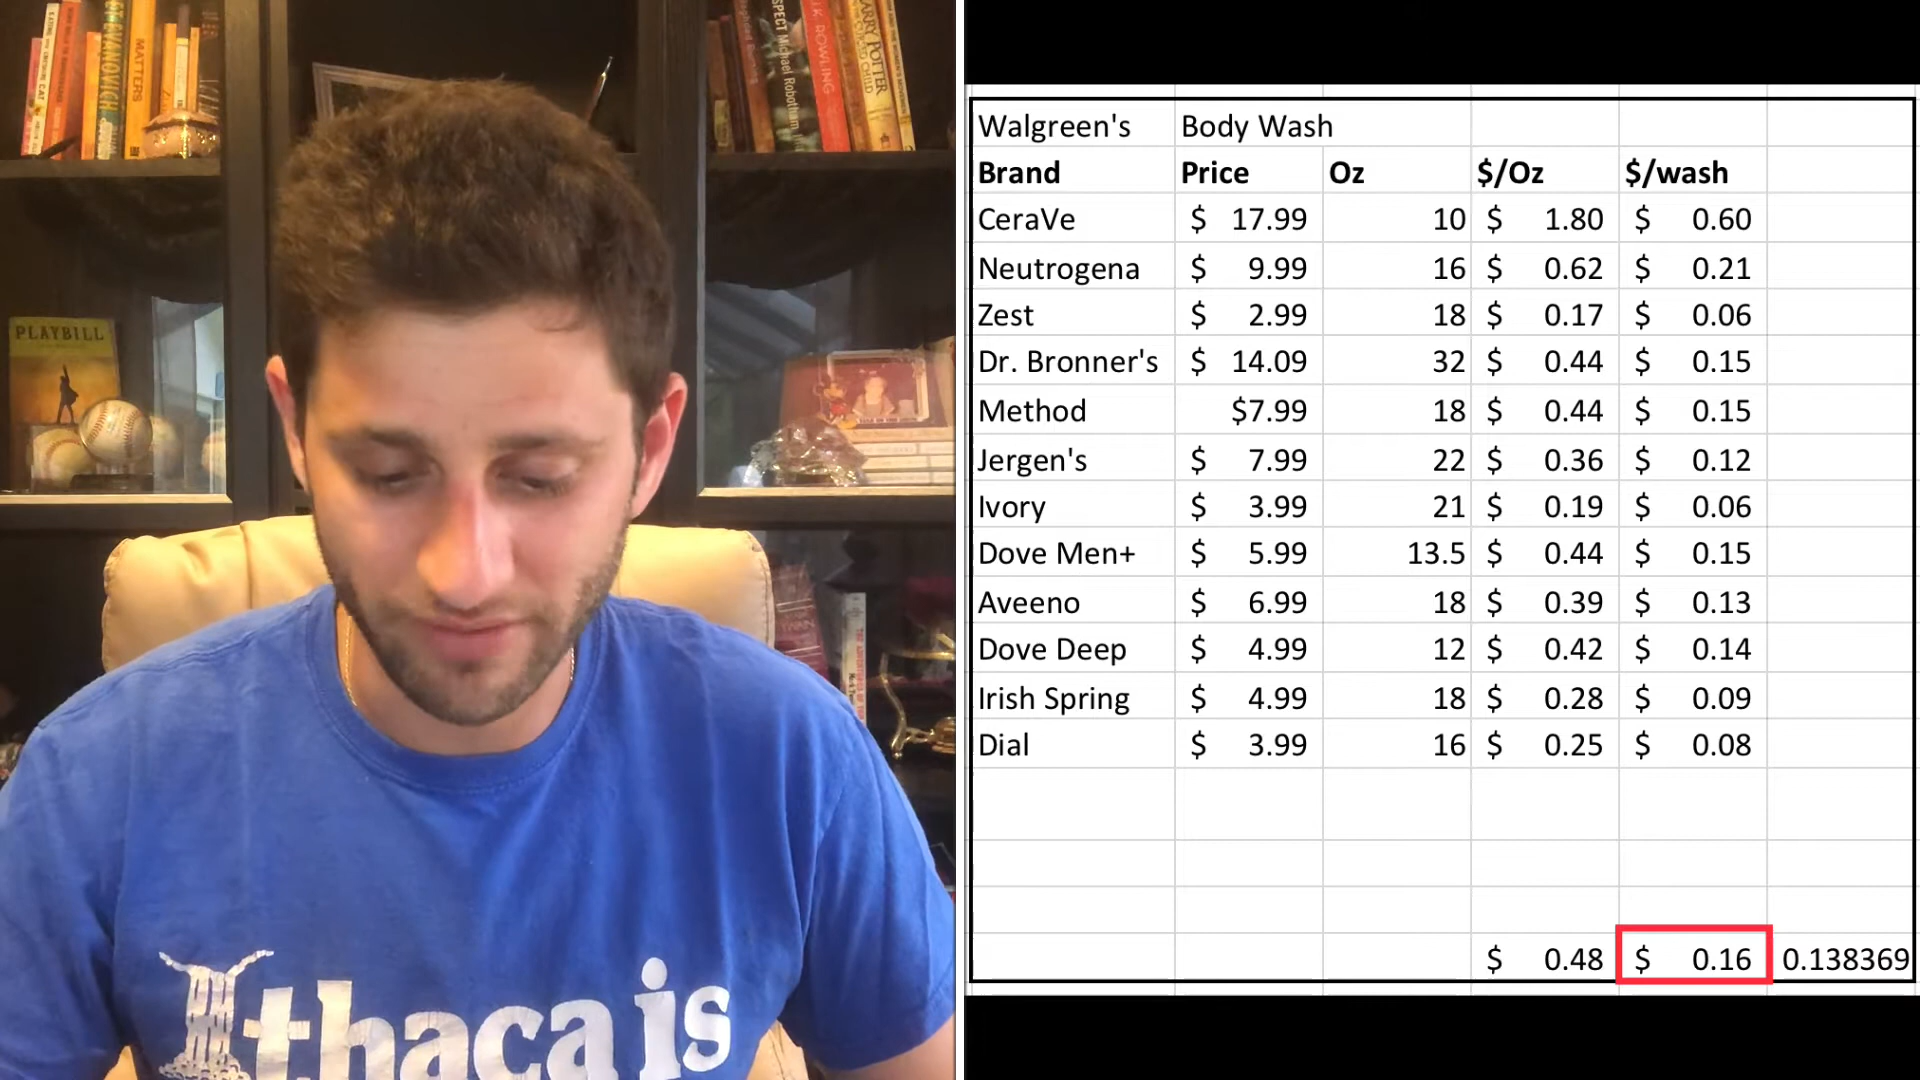 EVANOVICH
MATTERS
SPECT Michael Robotham
J.K. ROWLING
HARRY POTTER
PLAYBILL
Ithaca is
Walgreen's Body Wash
Brand Price Oz $/Oz $/wash
CeraVe $ 17.99 10 $ 1.80 $ 0.60
Neutrogena $ 9.99 16 $ 0.62 $ 0.21
Zest $ 2.99 18 $ 0.17 $ 0.06
Dr. Bronner's $ 14.09 32 $ 0.44 $ 0.15
Method $7.99 18 $ 0.44 $ 0.15
Jergen's $ 7.99 22 $ 0.36 $ 0.12
Ivory $ 3.99 21 $ 0.19 $ 0.06
Dove Men+ $ 5.99 13.5 $ 0.44 $ 0.15
Aveeno $ 6.99 18 $ 0.39 $ 0.13
Dove Deep $ 4.99 12 $ 0.42 $ 0.14
Irish Spring $ 4.99 18 $ 0.28 $ 0.09
Dial $ 3.99 16 $ 0.25 $ 0.08
$ 0.48 $ 0.16 0.138369